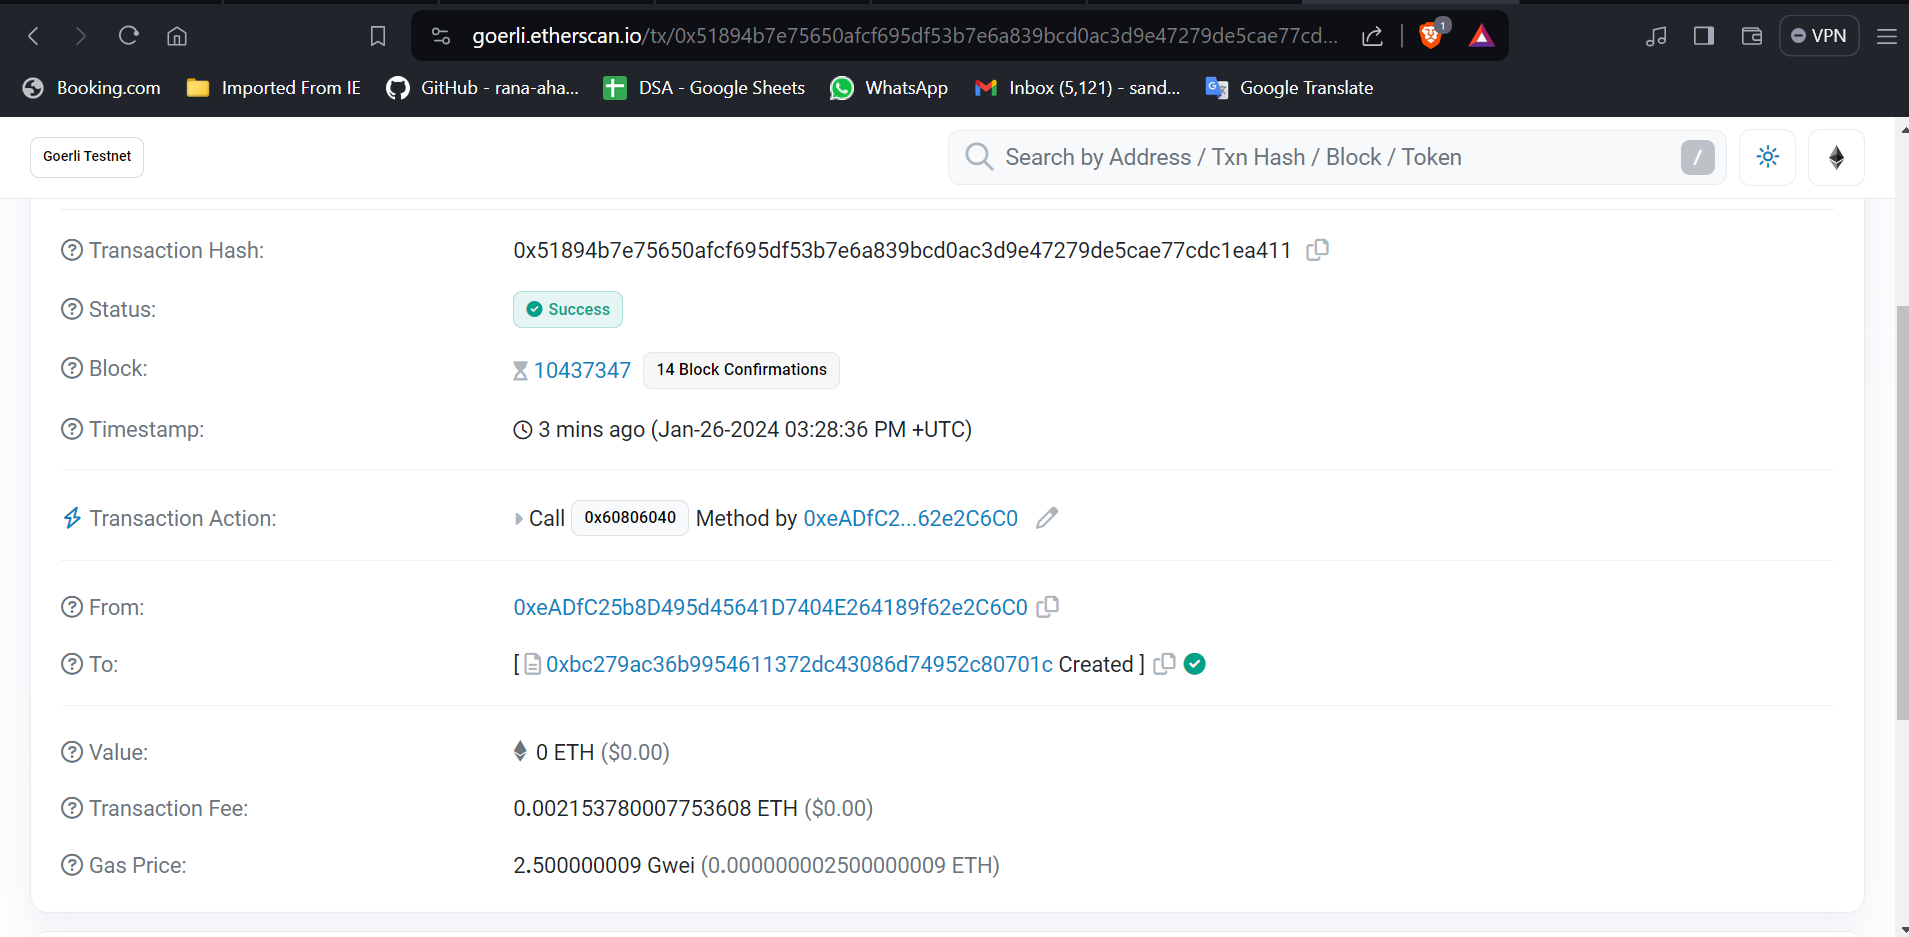 goerli.etherscan.io/tx/0x51894b7e75650afcf695df53b7e6a839bcd0ac3d9e47279de5cae77cd...
1
VPN
Booking.com Imported From IE GitHub - rana-aha... DSA - Google Sheets WhatsApp Inbox (5,121) - sand... Google Translate
Goerli Testnet
Search by Address / Txn Hash / Block / Token
/
Transaction Hash: 0x51894b7e75650afcf695df53b7e6a839bcd0ac3d9e47279de5cae77cdc1ea411
Status: Success
Block: 10437347 14 Block Confirmations
Timestamp: 3 mins ago (Jan-26-2024 03:28:36 PM +UTC)
Transaction Action: Call 0x60806040 Method by 0xeADfC2...62e2C6C0
From: 0xeADfC25b8D495d45641D7404E264189f62e2C6C0
To: [ 0xbc279ac36b9954611372dc43086d74952c80701c Created ]
Value: 0 ETH ($0.00)
Transaction Fee: 0.002153780007753608 ETH ($0.00)
Gas Price: 2.500000009 Gwei (0.000000002500000009 ETH)